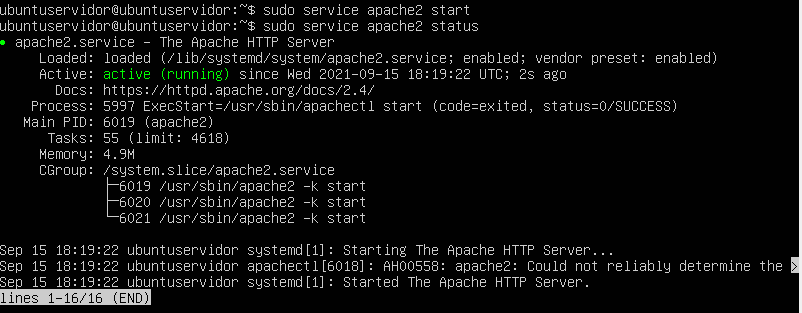 ubuntuservidor@ubuntuservidor:~$ sudo service apache2 start
ubuntuservidor@ubuntuservidor:~$ sudo service apache2 status
● apache2.service – The Apache HTTP Server
     Loaded: loaded (/lib/systemd/system/apache2.service; enabled; vendor preset: enabled)
     Active: active (running) since Wed 2021-09-15 18:19:22 UTC; 2s ago
       Docs: https://httpd.apache.org/docs/2.4/
    Process: 5997 ExecStart=/usr/sbin/apachectl start (code=exited, status=0/SUCCESS)
   Main PID: 6019 (apache2)
      Tasks: 55 (limit: 4618)
     Memory: 4.9M
     CGroup: /system.slice/apache2.service
             ├─6019 /usr/sbin/apache2 -k start
             ├─6020 /usr/sbin/apache2 -k start
             └─6021 /usr/sbin/apache2 -k start

Sep 15 18:19:22 ubuntuservidor systemd[1]: Starting The Apache HTTP Server...
Sep 15 18:19:22 ubuntuservidor apachectl[6018]: AH00558: apache2: Could not reliably determine the >
Sep 15 18:19:22 ubuntuservidor systemd[1]: Started The Apache HTTP Server.
lines 1-16/16 (END)